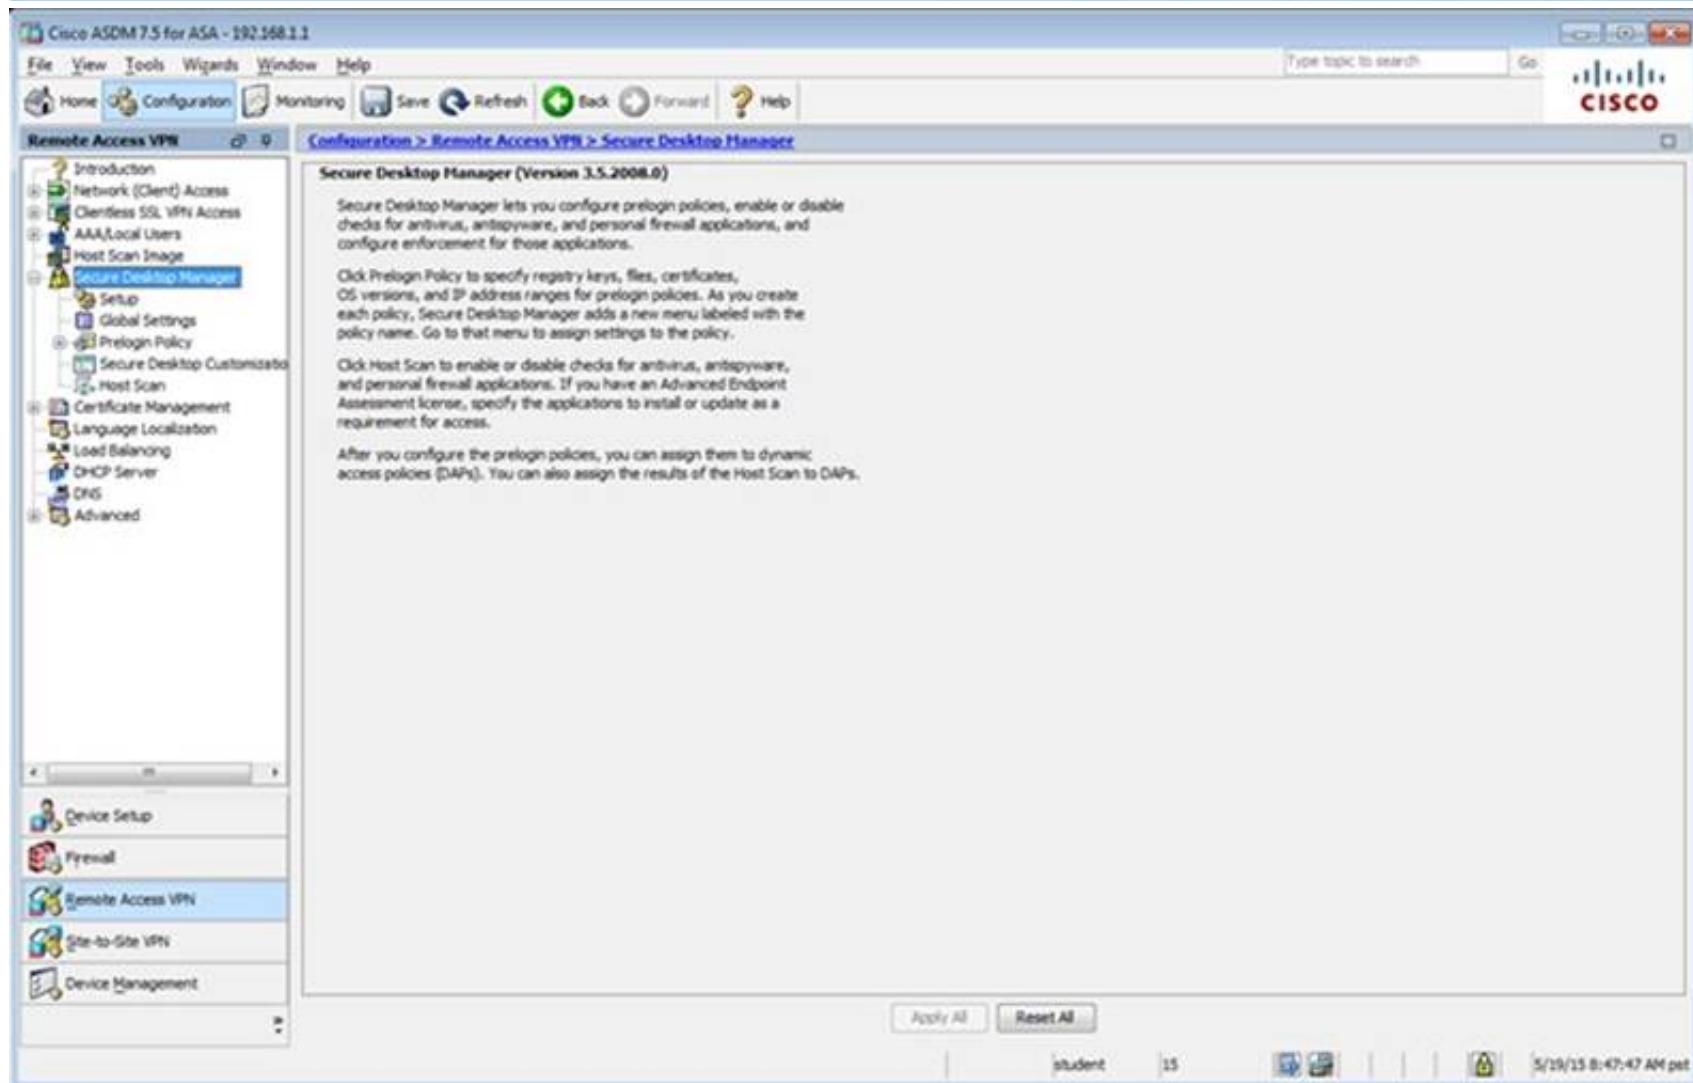 Cisco ASDM 7.5 for ASA - 192.168.1.1
File View Tools Wizards Window Help
Type topic to search Go
Home Configuration Monitoring Save Refresh Back Forward Help
CISCO
Remote Access VPN
Configuration > Remote Access VPN > Secure Desktop Manager
Introduction
Network (Client) Access
Clientless SSL VPN Access
AAA/Local Users
Host Scan Image
Secure Desktop Manager
Setup
Global Settings
Prelogin Policy
Secure Desktop Customizatio
Host Scan
Certificate Management
Language Localization
Load Balancing
DHCP Server
DNS
Advanced
Device Setup
Firewall
Remote Access VPN
Site-to-Site VPN
Device Management
Secure Desktop Manager (Version 3.5.2008.0)
Secure Desktop Manager lets you configure prelogin policies, enable or disable
checks for antivirus, antispyware, and personal firewall applications, and
configure enforcement for those applications.
Click Prelogin Policy to specify registry keys, files, certificates,
OS versions, and IP address ranges for prelogin policies. As you create
each policy, Secure Desktop Manager adds a new menu labeled with the
policy name. Go to that menu to assign settings to the policy.
Click Host Scan to enable or disable checks for antivirus, antispyware,
and personal firewall applications. If you have an Advanced Endpoint
Assessment license, specify the applications to install or update as a
requirement for access.
After you configure the prelogin policies, you can assign them to dynamic
access policies (DAPs). You can also assign the results of the Host Scan to DAPs.
Apply All Reset All
student 15 5/19/15 8:47:47 AM pst